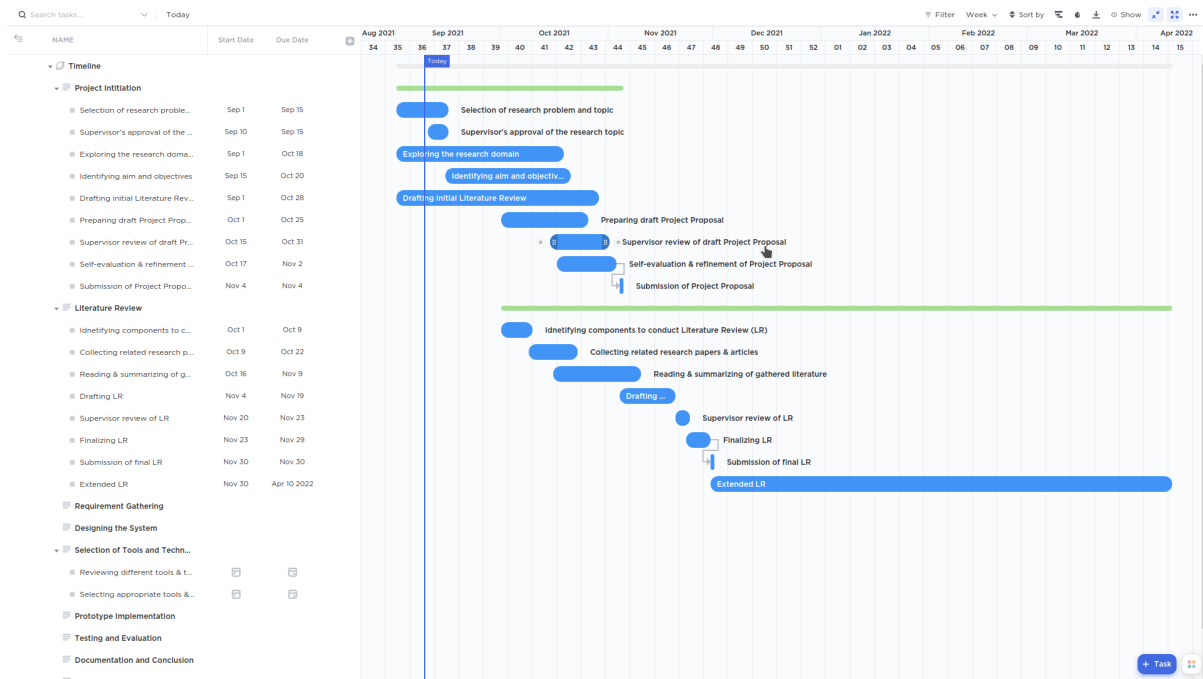 Search tasks...
Today
Filter Week Sort by Show
NAME Start Date Due Date
Aug 2021 Sep 2021 Oct 2021 Nov 2021 Dec 2021 Jan 2022 Feb 2022 Mar 2022 Apr 2022
34 35 36 37 38 39 40 41 42 43 44 45 46 47 48 49 50 51 52 01 02 03 04 05 06 07 08 09 10 11 12 13 14 15
Today
Timeline
Project Intitiation
Selection of research proble... Sep 1 Sep 15 Selection of research problem and topic
Supervisor's approval of the ... Sep 10 Sep 15 Supervisor's approval of the research topic
Exploring the research doma... Sep 1 Oct 18 Exploring the research domain
Identifying aim and objectives Sep 15 Oct 20 Identifying aim and objectiv...
Drafting initial Literature Rev... Sep 1 Oct 28 Drafting initial Literature Review
Preparing draft Project Prop... Oct 1 Oct 25 Preparing draft Project Proposal
Supervisor review of draft Pr... Oct 15 Oct 31 Supervisor review of draft Project Proposal
Self-evaluation & refinement ... Oct 17 Nov 2 Self-evaluation & refinement of Project Proposal
Submission of Project Propo... Nov 4 Nov 4 Submission of Project Proposal
Literature Review
Idnetifying components to c... Oct 1 Oct 9 Idnetifying components to conduct Literature Review (LR)
Collecting related research p... Oct 9 Oct 22 Collecting related research papers & articles
Reading & summarizing of g... Oct 16 Nov 9 Reading & summarizing of gathered literature
Drafting LR Nov 4 Nov 19 Drafting ...
Supervisor review of LR Nov 20 Nov 23 Supervisor review of LR
Finalizing LR Nov 23 Nov 29 Finalizing LR
Submission of final LR Nov 30 Nov 30 Submission of final LR
Extended LR Nov 30 Apr 10 2022 Extended LR
Requirement Gathering
Designing the System
Selection of Tools and Techn...
Reviewing different tools & t...
Selecting appropriate tools &...
Prototype Implementation
Testing and Evaluation
Documentation and Conclusion
+ Task